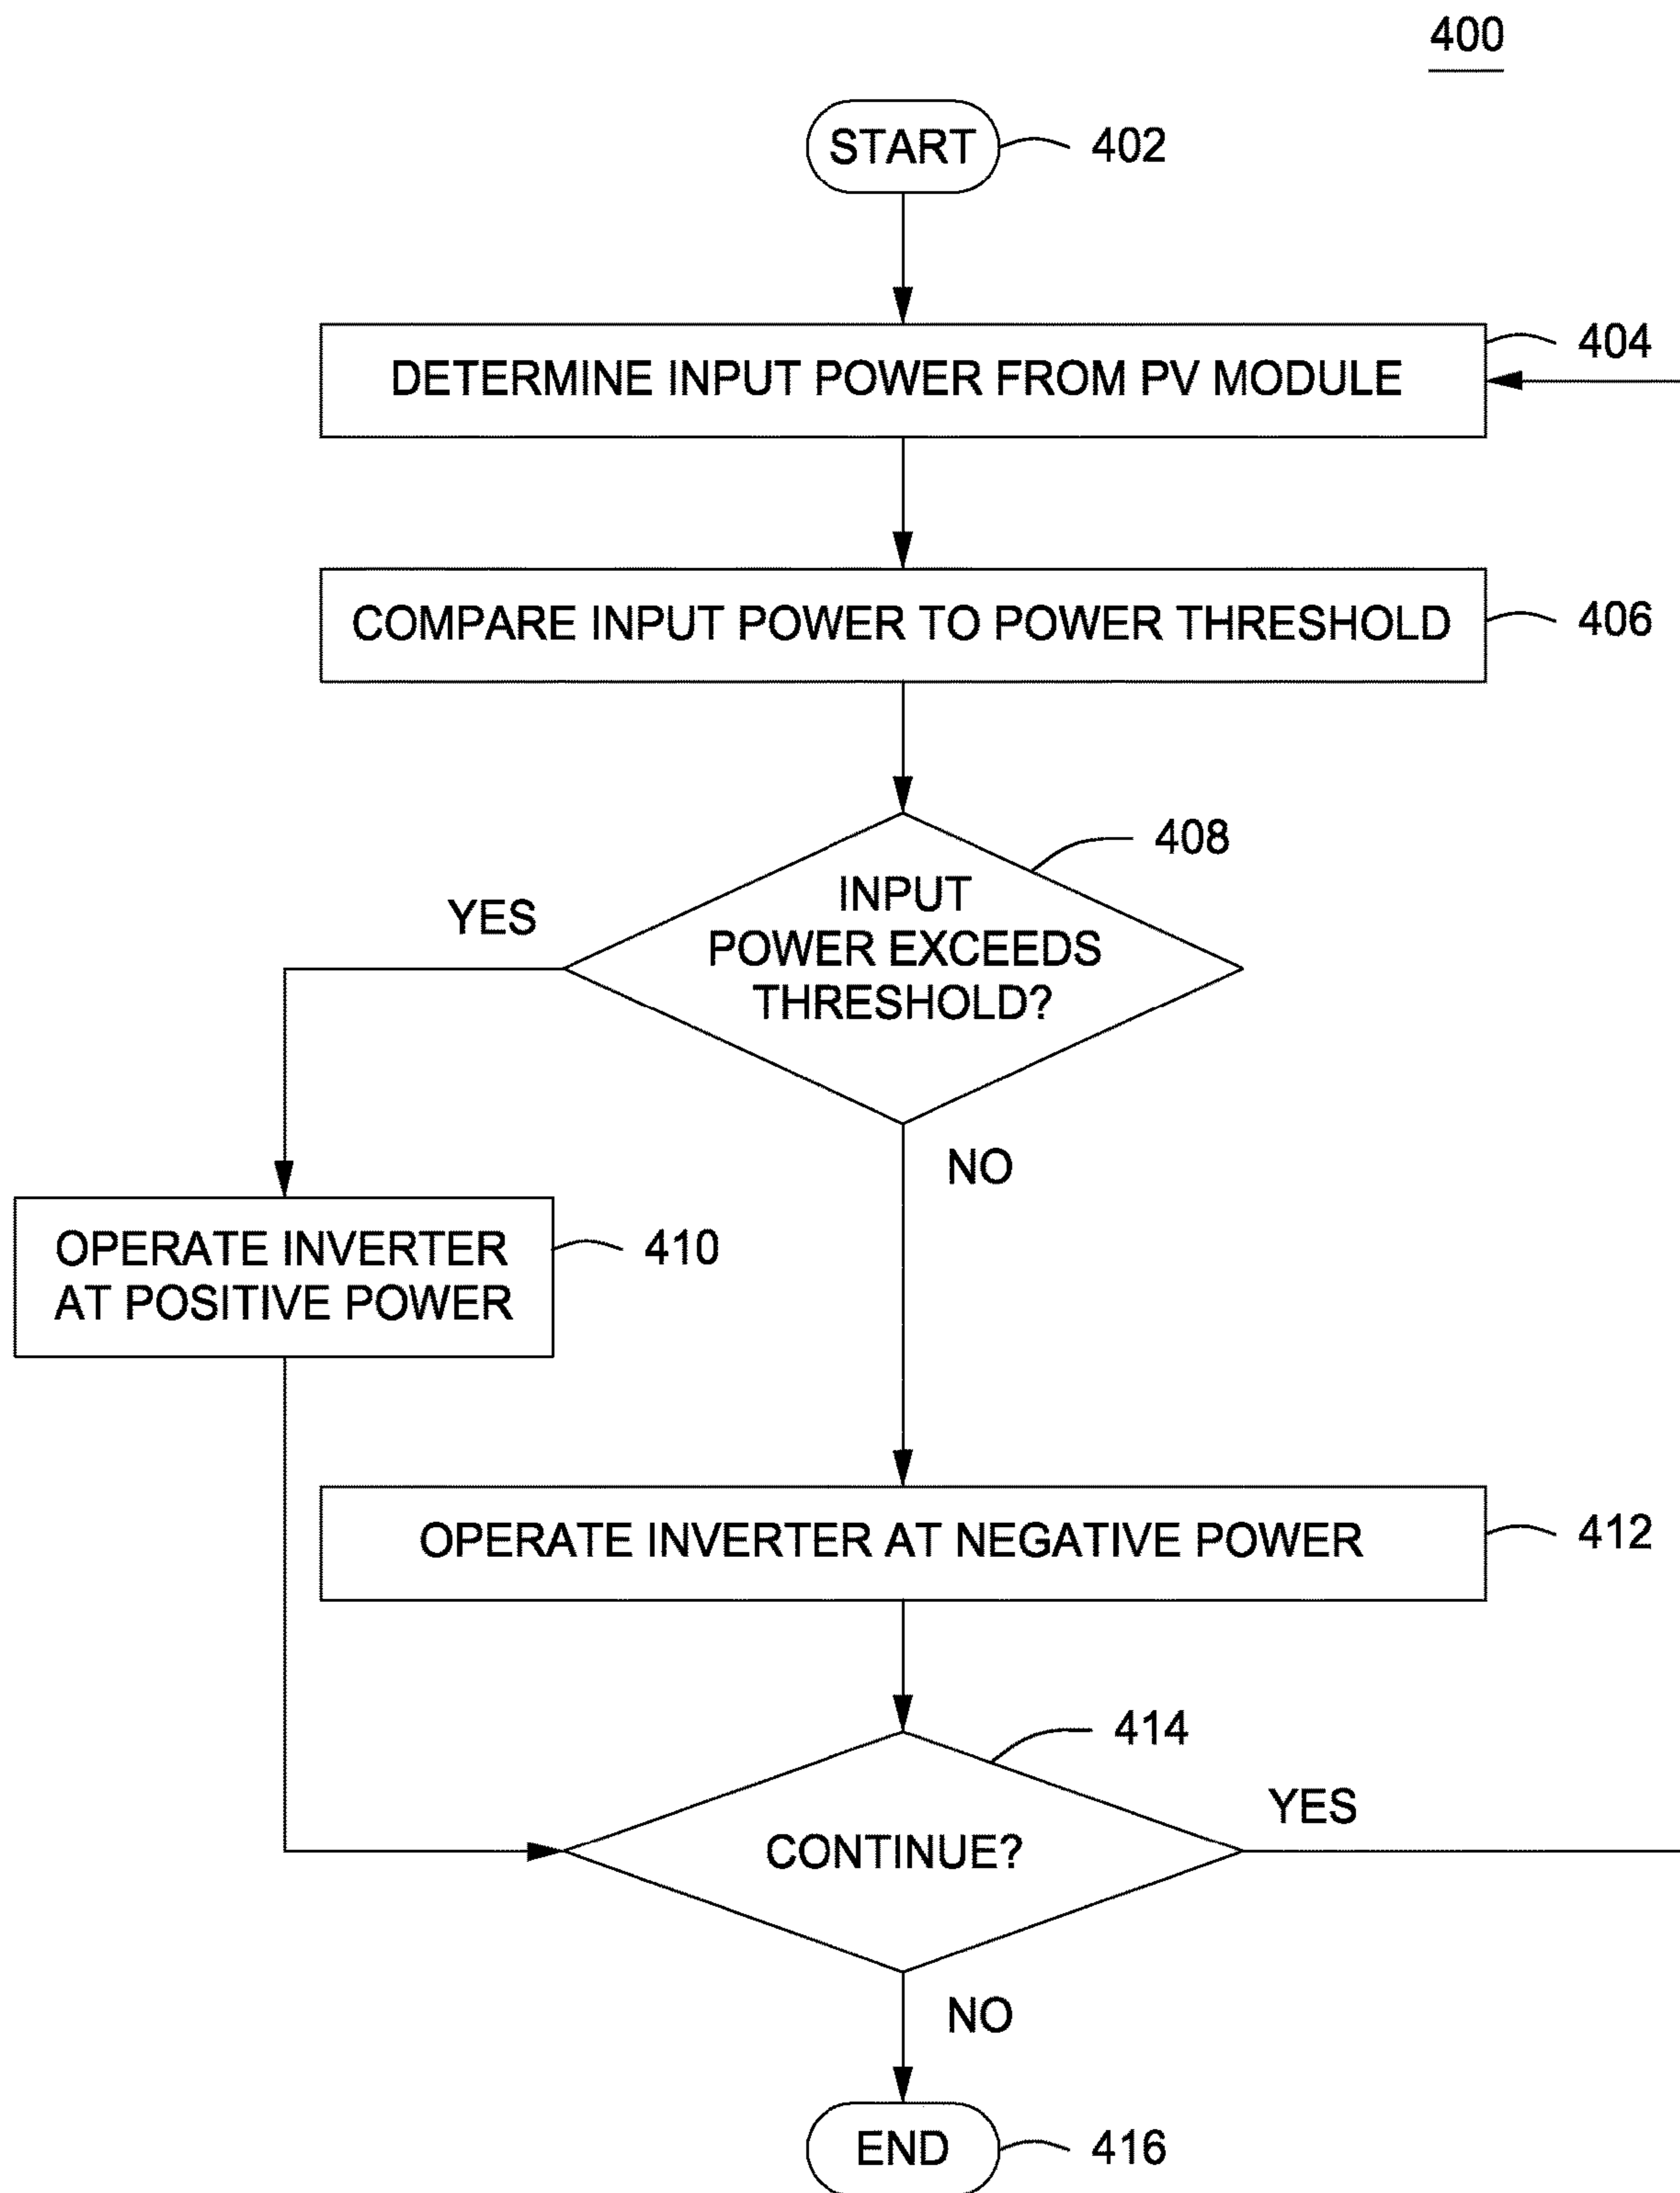 400
START
402
DETERMINE INPUT POWER FROM PV MODULE
404
COMPARE INPUT POWER TO POWER THRESHOLD
406
408
INPUT
POWER EXCEEDS
THRESHOLD?
YES
NO
OPERATE INVERTER
AT POSITIVE POWER
410
OPERATE INVERTER AT NEGATIVE POWER
412
414
CONTINUE?
YES
NO
END
416